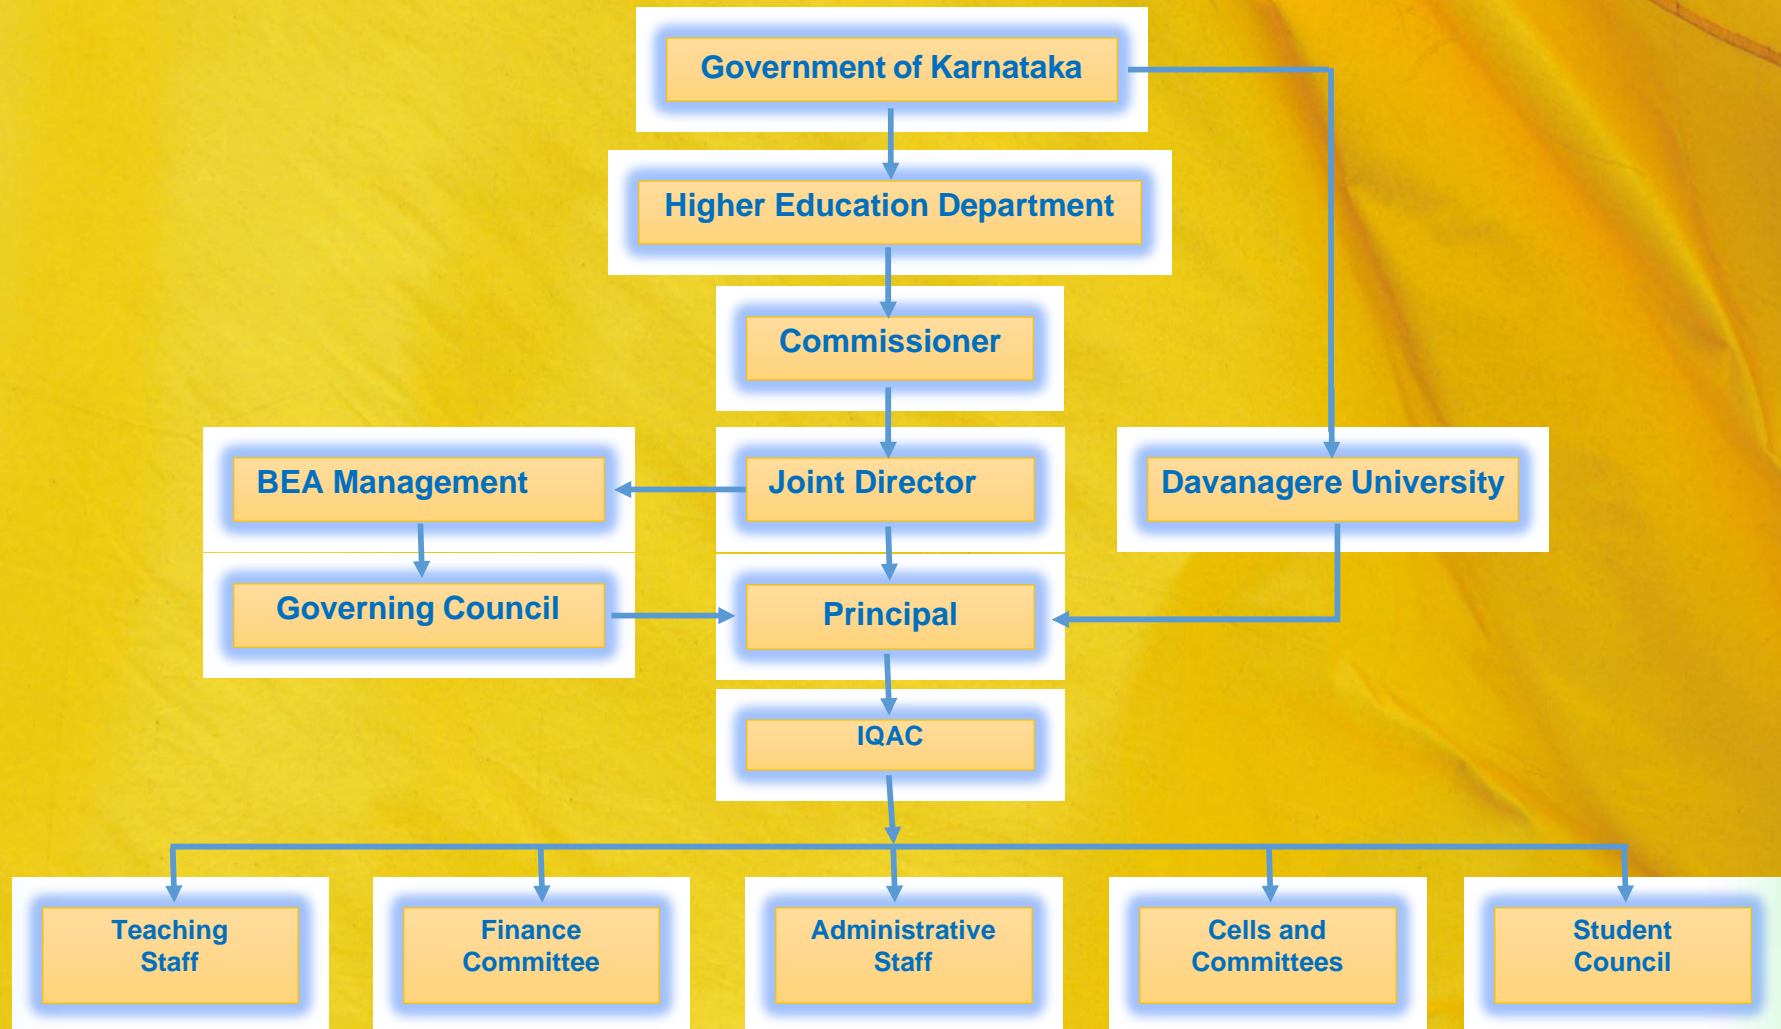 Government of Karnataka
Higher Education Department
Commissioner
BEA Management
Joint Director
Davanagere University
Governing Council
Principal
IQAC
Teaching
Staff
Finance
Committee
Administrative
Staff
Cells and
Committees
Student
Council